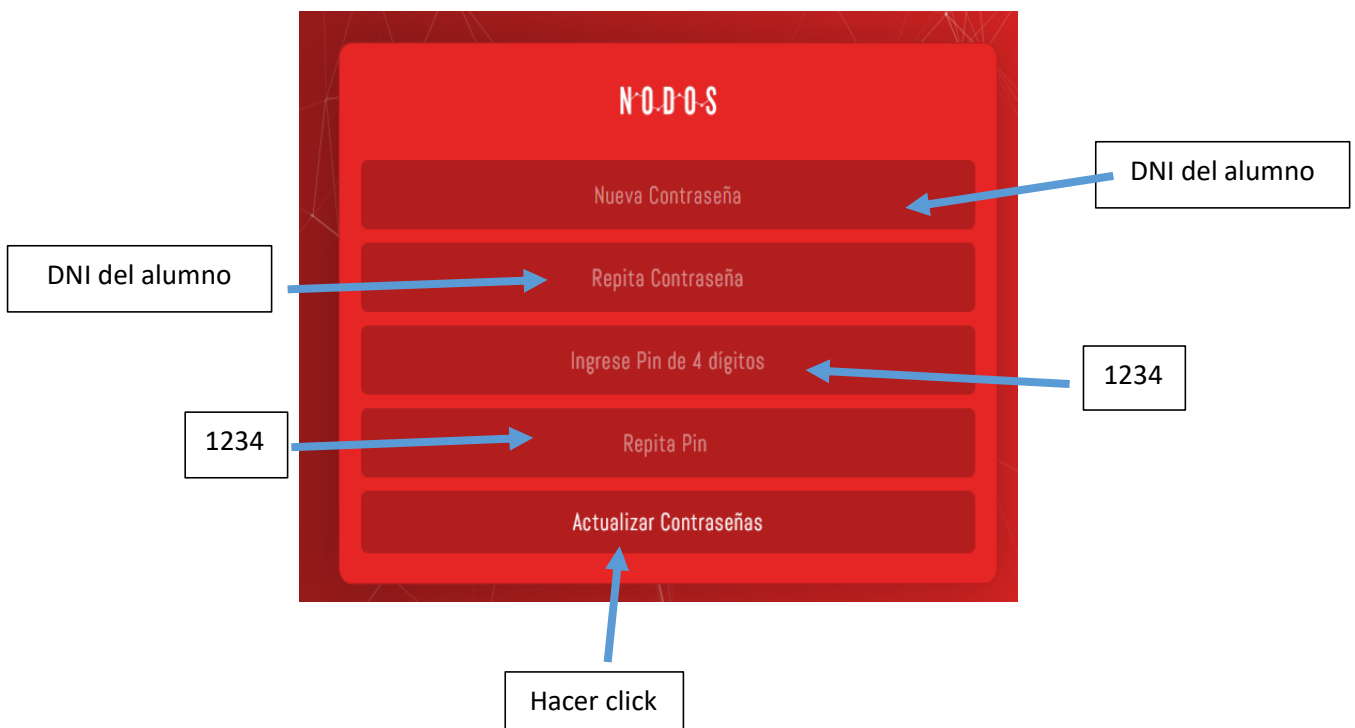 NODOS
Nueva Contraseña
DNI del alumno
DNI del alumno
Repita Contraseña
Ingrese Pin de 4 dígitos
1234
1234
Repita Pin
Actualizar Contraseñas
Hacer click